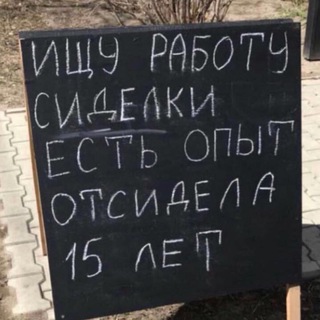 ИЩУ РАБОТУ
СИДЕЛКИ
ЕСТЬ ОПЫТ
ОТСИДЕЛА
15 ЛЕТ